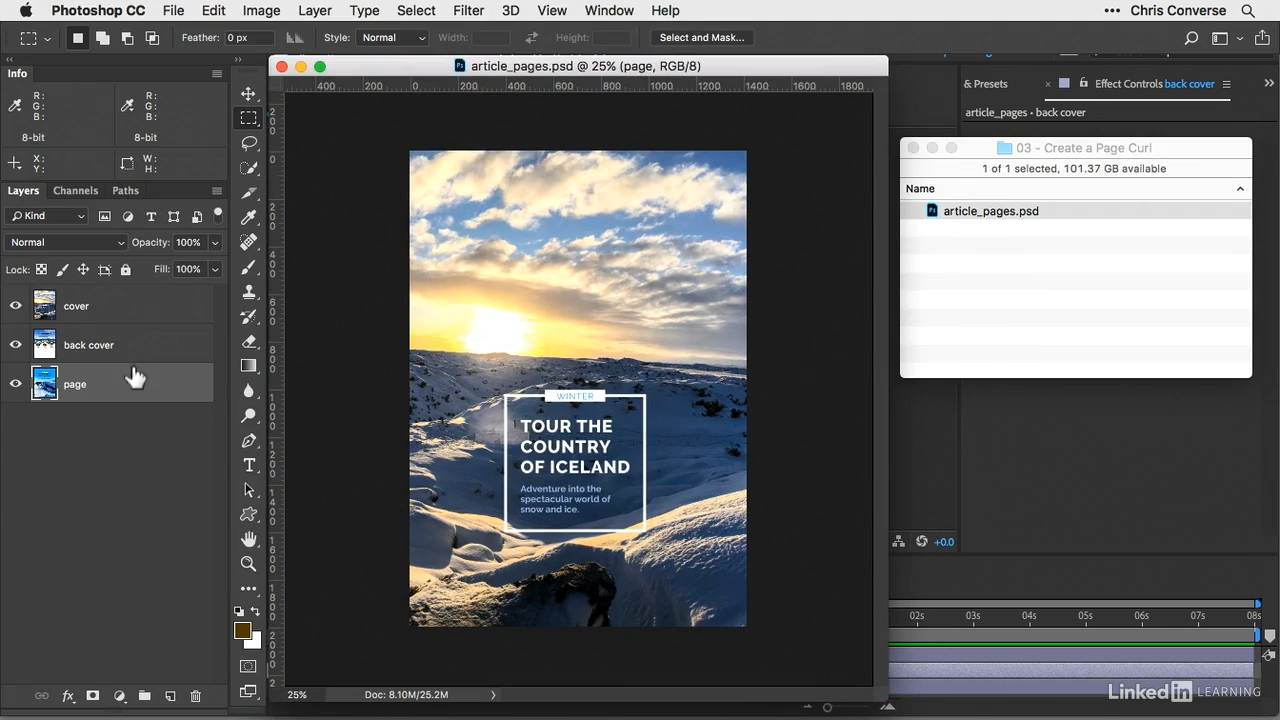 Photoshop CC File Edit Image Layer Type Select Filter 3D View Window Help ••• Chris Converse
Feather: 0 px Style: Normal Width: Height: Select and Mask...
Info
R:
G:
B:
R:
G:
B:
8-bit 8-bit
X:
Y:
W:
H:
Layers Channels Paths
Kind
Normal Opacity: 100%
Lock: Fill: 100%
cover
back cover
page
article_pages.psd @ 25% (page, RGB/8)
400 200 0 200 400 600 800 1000 1200 1400 1600 1800
WINTER
TOUR THE
COUNTRY
OF ICELAND
Adventure into the
spectacular world of
snow and ice.
25% Doc: 8.10M/25.2M
& Presets × Effect Controls back cover
article_pages • back cover
03 - Create a Page Curl
1 of 1 selected, 101.37 GB available
Name
article_pages.psd
+0.0
02s 03s 04s 05s 06s 07s 08s
LinkedIn LEARNING